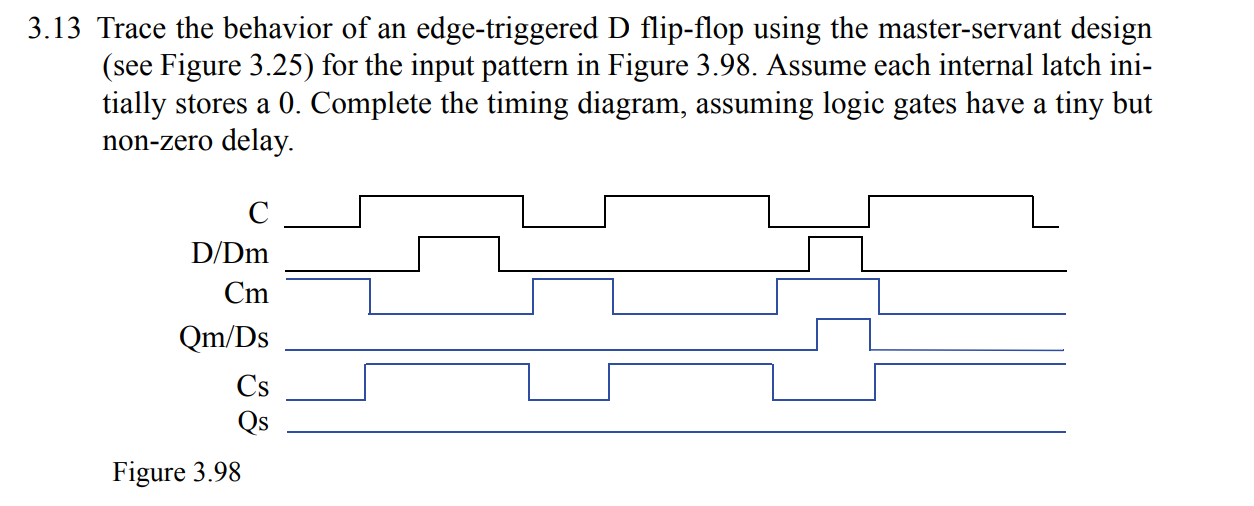 3.13 Trace the behavior of an edge-triggered D flip-flop using the master-servant design
(see Figure 3.25) for the input pattern in Figure 3.98. Assume each internal latch ini-
tially stores a 0. Complete the timing diagram, assuming logic gates have a tiny but
non-zero delay.
C
D/Dm
Cm
Qm/Ds
Cs
Qs
Figure 3.98